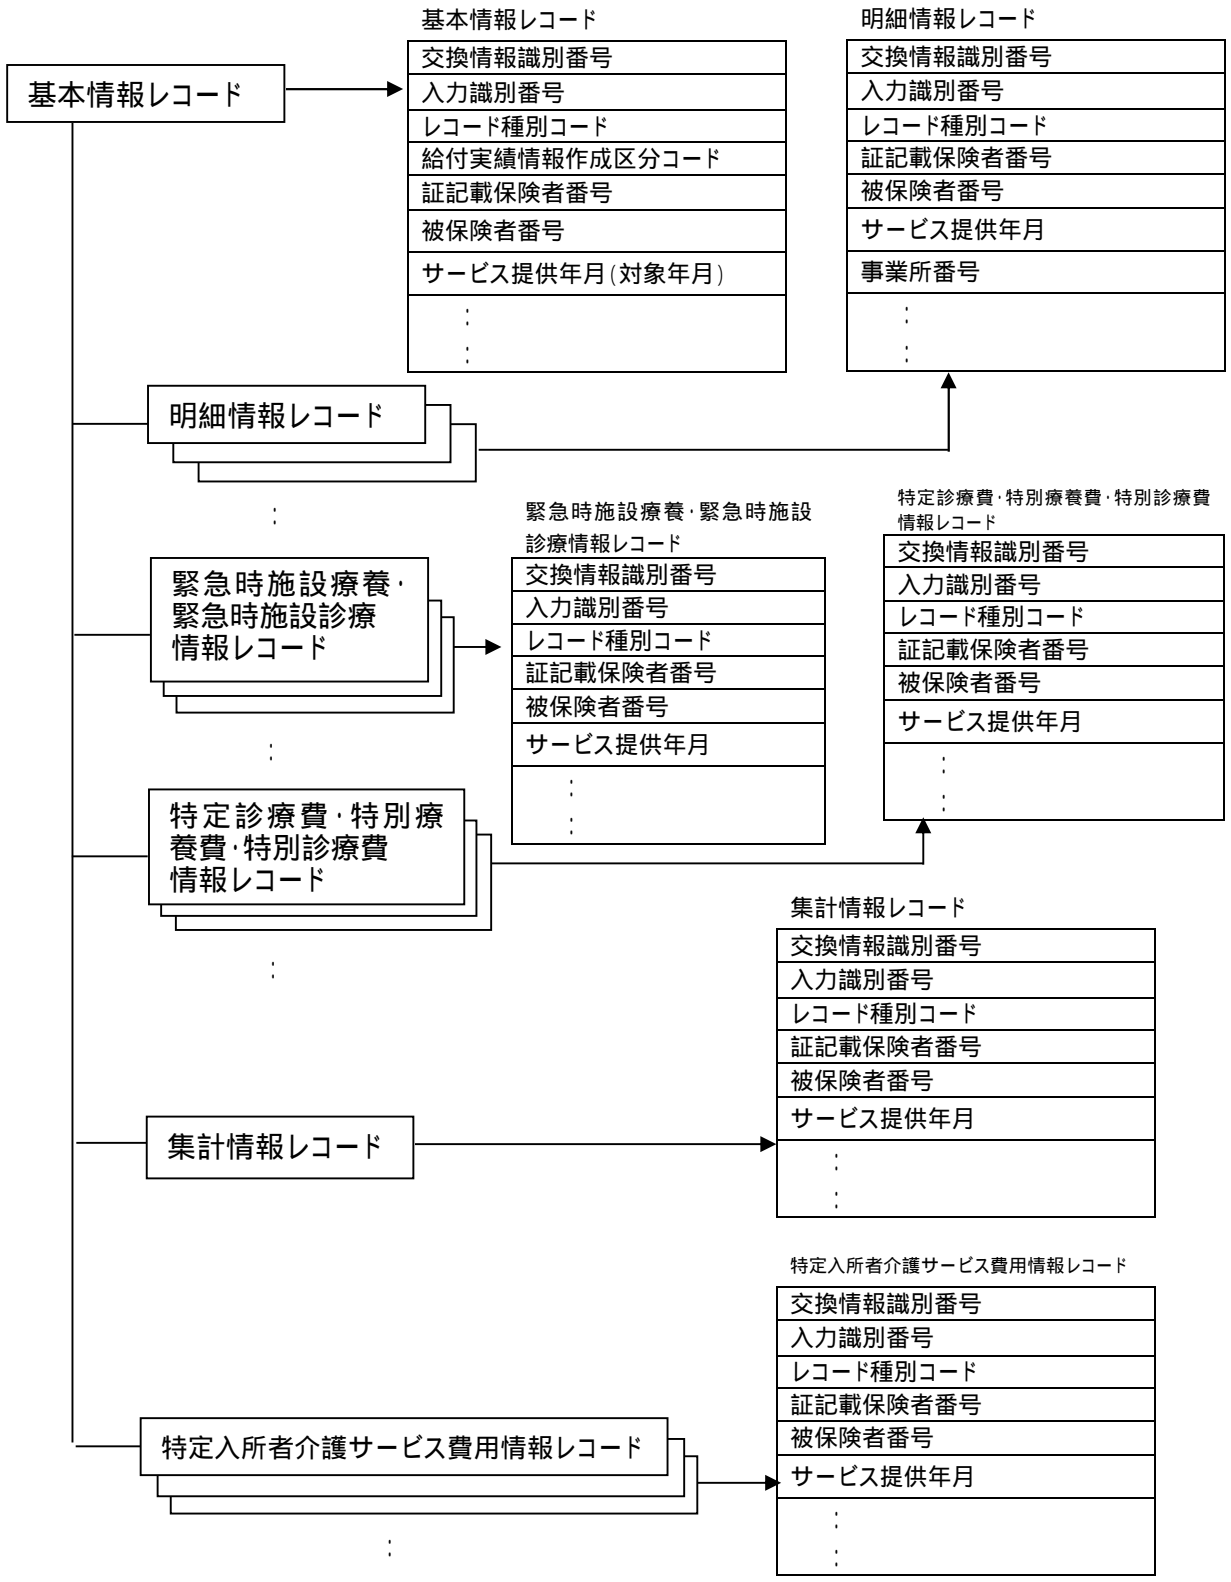 基本情報レコード
基本情報レコード
交換情報識別番号
入力識別番号
レコード種別コード
給付実績情報作成区分コード
証記載保険者番号
被保険者番号
サービス提供年月(対象年月)
:
:
明細情報レコード
交換情報識別番号
入力識別番号
レコード種別コード
証記載保険者番号
被保険者番号
サービス提供年月
事業所番号
:
:
明細情報レコード
:
緊急時施設療養・
緊急時施設診療
情報レコード
:
緊急時施設療養・緊急時施設
診療情報レコード
交換情報識別番号
入力識別番号
レコード種別コード
証記載保険者番号
被保険者番号
サービス提供年月
:
:
特定診療費・特別療養費・特別診療費
情報レコード
交換情報識別番号
入力識別番号
レコード種別コード
証記載保険者番号
被保険者番号
サービス提供年月
:
:
特定診療費・特別療
養費・特別診療費
情報レコード
:
集計情報レコード
集計情報レコード
交換情報識別番号
入力識別番号
レコード種別コード
証記載保険者番号
被保険者番号
サービス提供年月
:
:
特定入所者介護サービス費用情報レコード
:
特定入所者介護サービス費用情報レコード
交換情報識別番号
入力識別番号
レコード種別コード
証記載保険者番号
被保険者番号
サービス提供年月
:
: